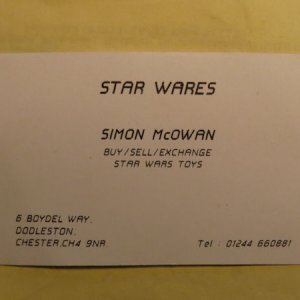 STAR WARES
SIMON McOWAN
BUY/SELL/EXCHANGE
STAR WARS TOYS
6 BOYDEL WAY.
DODLESTON.
CHESTER.CH4 9NR.
Tel : 01244 660881